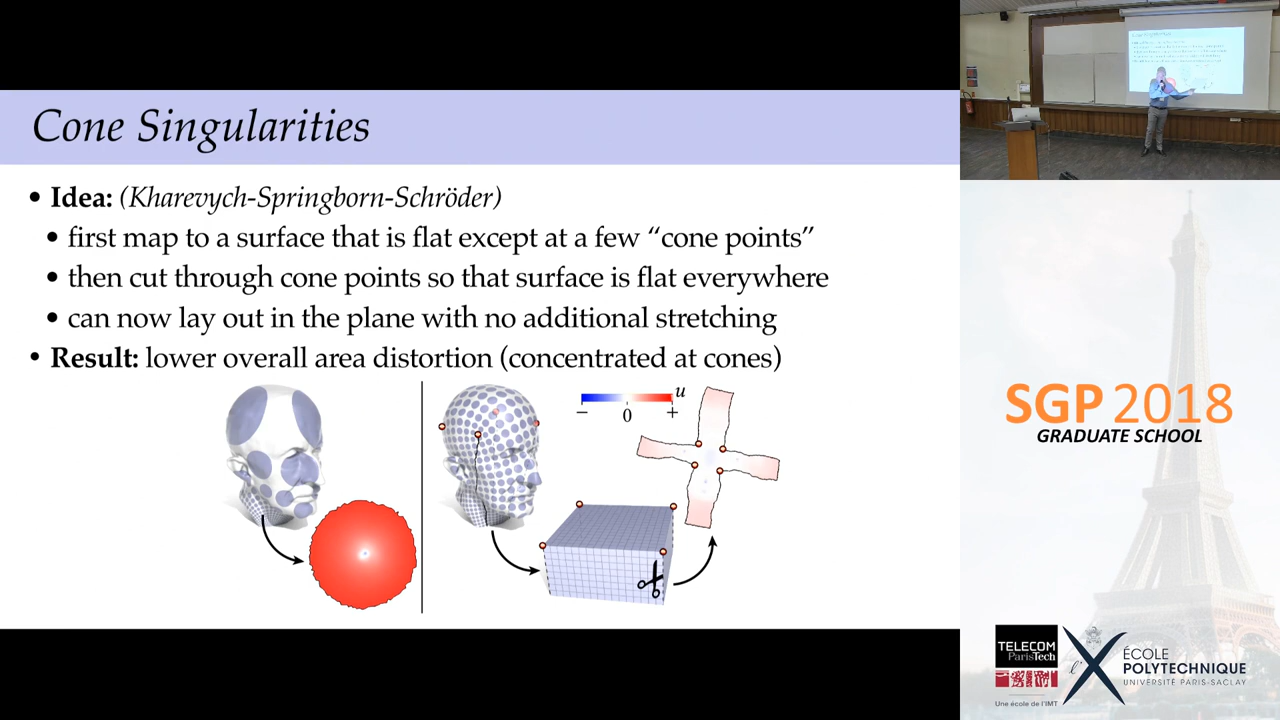 Cone Singularities
• Idea: (Kharevych-Springborn-Schröder)
• first map to a surface that is flat except at a few “cone points”
• then cut through cone points so that surface is flat everywhere
• can now lay out in the plane with no additional stretching
• Result: lower overall area distortion (concentrated at cones)
u
− 0 +
SGP 2018
GRADUATE SCHOOL
TELECOM
ParisTech
Une école de l'IMT
l'X
ÉCOLE
POLYTECHNIQUE
UNIVERSITÉ PARIS-SACLAY